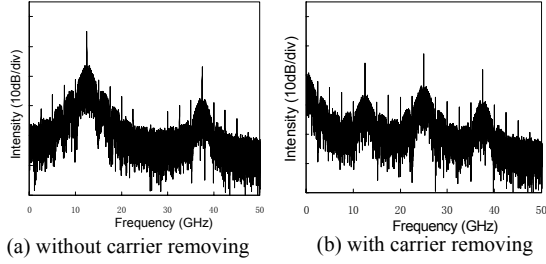 Intensity (10dB/div)
0 10 20 30 40 50
Frequency (GHz)
(a) without carrier removing
Intensity (10dB/div)
0 10 20 30 40 50
Frequency (GHz)
(b) with carrier removing